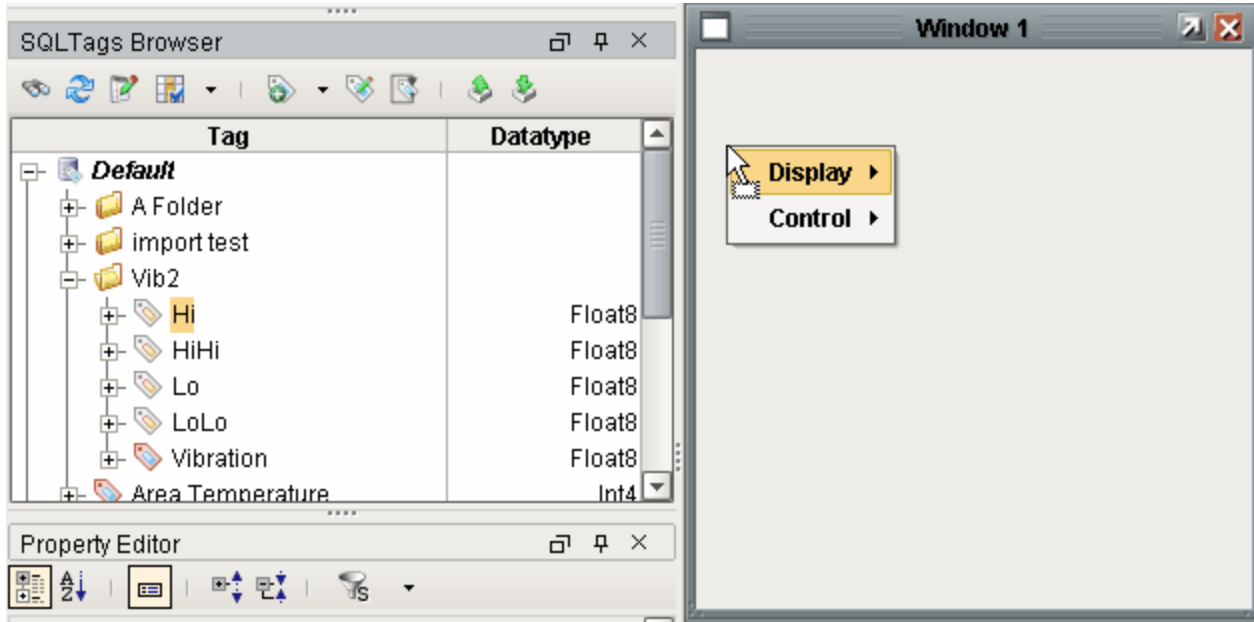 SQLTags Browser
Tag Datatype
Default
A Folder
import test
Vib2
Hi Float8
HiHi Float8
Lo Float8
LoLo Float8
Vibration Float8
Area Temperature Int4
Property Editor
A
Z
S
Window 1
Display
Control